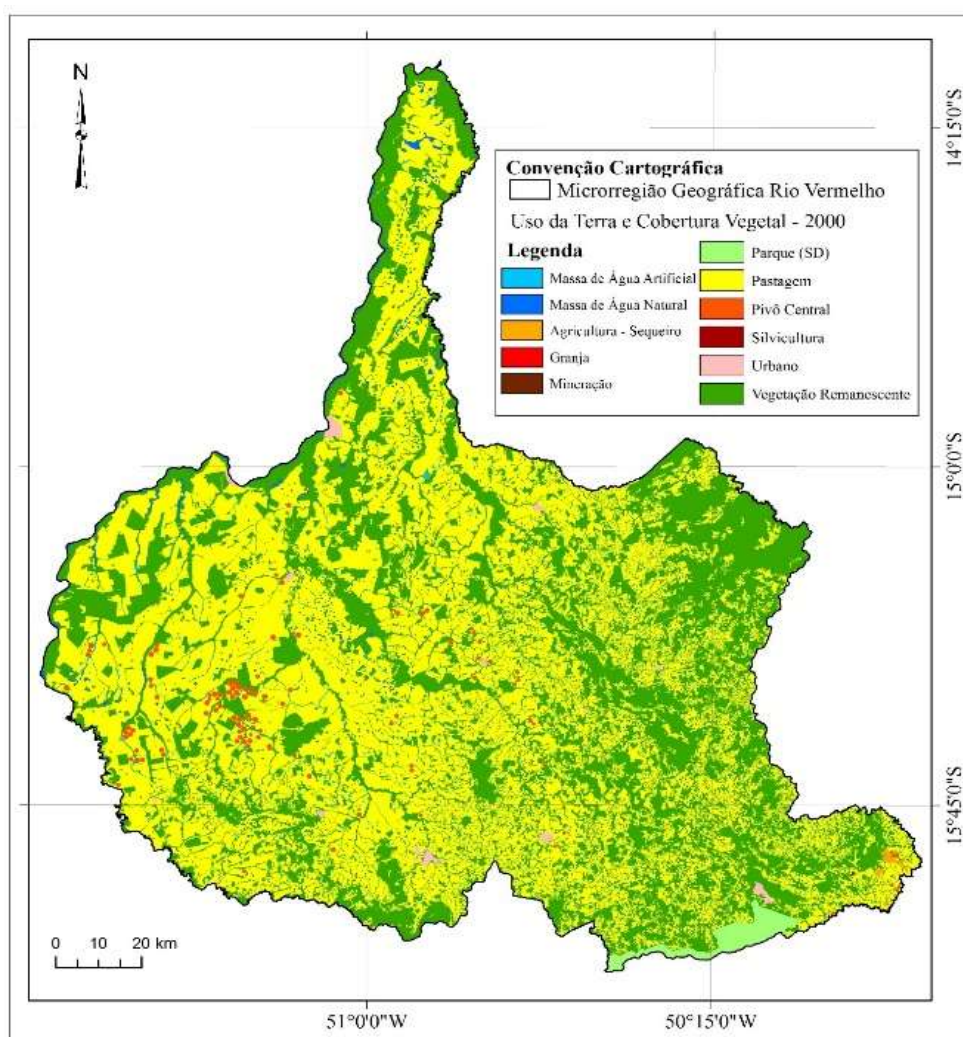 N
14°15'0"S
Convenção Cartográfica
Microrregião Geográfica Rio Vermelho
Uso da Terra e Cobertura Vegetal - 2000
Legenda
Massa de Água Artificial
Massa de Água Natural
Agricultura - Sequeiro
Granja
Mineração
Parque (SD)
Pastagem
Pivô Central
Silvicultura
Urbano
Vegetação Remanescente
15°0'0"S
15°45'0"S
0 10 20 km
51°0'0"W
50°15'0"W